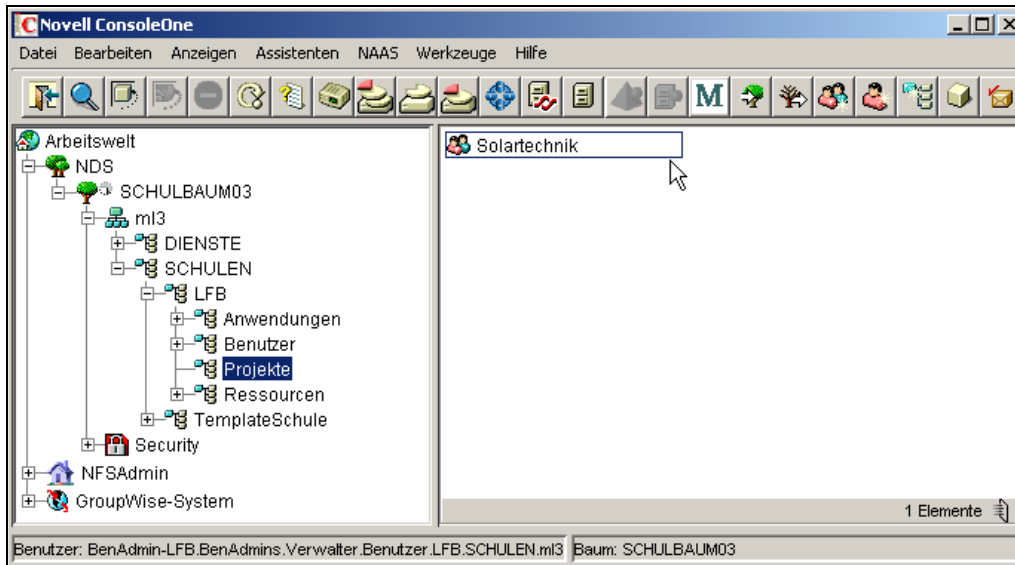 Novell ConsoleOne
Datei Bearbeiten Anzeigen Assistenten NAAS Werkzeuge Hilfe
M
Arbeitswelt
NDS
SCHULBAUM03
ml3
DIENSTE
SCHULEN
LFB
Anwendungen
Benutzer
Projekte
Ressourcen
TemplateSchule
Security
NFSAdmin
GroupWise-System
Solartechnik
1 Elemente
Benutzer: BenAdmin-LFB.BenAdmins.Verwalter.Benutzer.LFB.SCHULEN.ml3 Baum: SCHULBAUM03